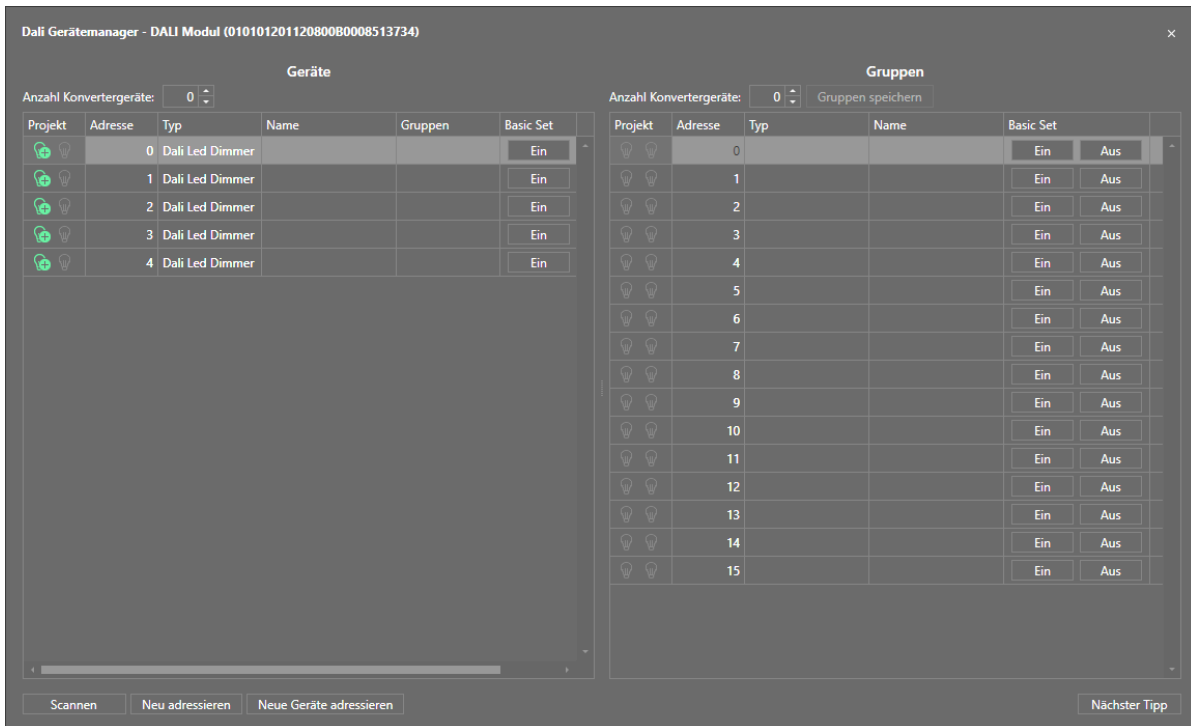 Dali Gerätemanager - DALI Modul (010101201120800B0008513734)
Geräte
Anzahl Konvertergeräte: 0
Projekt Adresse Typ Name Gruppen Basic Set
0 Dali Led Dimmer Ein
1 Dali Led Dimmer Ein
2 Dali Led Dimmer Ein
3 Dali Led Dimmer Ein
4 Dali Led Dimmer Ein
Scannen Neu adressieren Neue Geräte adressieren
Gruppen
Anzahl Konvertergeräte: 0 Gruppen speichern
Projekt Adresse Typ Name Basic Set
0 Ein Aus
1 Ein Aus
2 Ein Aus
3 Ein Aus
4 Ein Aus
5 Ein Aus
6 Ein Aus
7 Ein Aus
8 Ein Aus
9 Ein Aus
10 Ein Aus
11 Ein Aus
12 Ein Aus
13 Ein Aus
14 Ein Aus
15 Ein Aus
Nächster Tipp